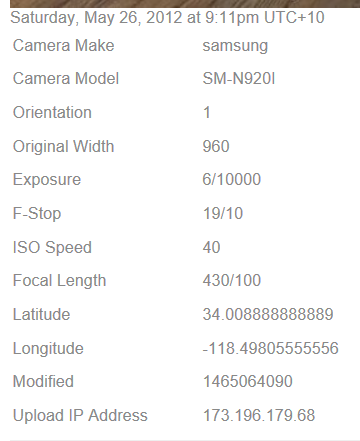 Saturday, May 26, 2012 at 9:11pm UTC+10
Camera Make samsung
Camera Model SM-N920I
Orientation 1
Original Width 960
Exposure 6/10000
F-Stop 19/10
ISO Speed 40
Focal Length 430/100
Latitude 34.008888888889
Longitude -118.49805555556
Modified 1465064090
Upload IP Address 173.196.179.68